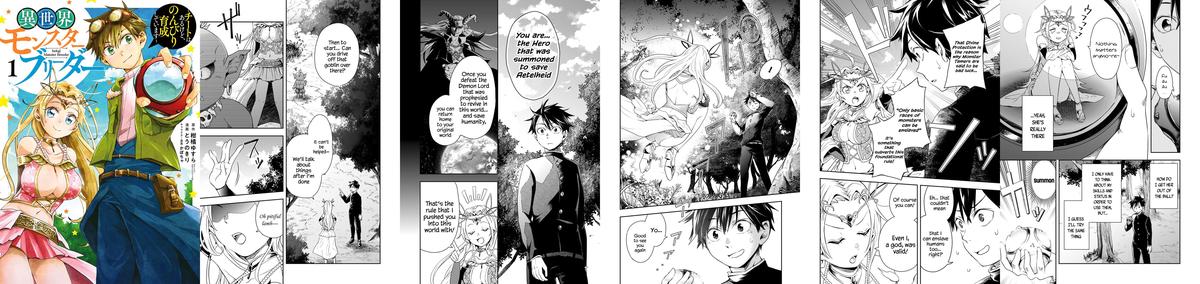 異世界
モンスター
ブリーダー
チートはあるけど、
のんびり
育成
しています
1
Then to start... Can you drive off that goblin over there?
It can't be helped—
We'll talk about things after I'm done
Oh pitiful lamb—
You are... the Hero that was summoned to save Retelheid
Once you defeat the Demon Lord that was prophesied to revive in this world... and save humanity,
you can return home to your original world
That's the rule that I pushed you into this world with!
!
Yo...
Good to see you again!
That Divine Protection is the reason why Monster Tamers are said to be bad luck...
"Only basic races of monsters can be enslaved"
It's something that subverts this foundational rule!
Of course you can!
Even I, a god, was valid!
Eh... that couldn't mean
that I can enslave humans too... right?
ウフフフ
Nothing matters anymore~
Fu fu fu
...YEAH, SHE'S REALLY THERE
Summon
HOW DO I GET HER OUT OF THE BALL?
I ONLY HAVE TO THINK ABOUT MY SKILLS AND STATUS IN ORDER TO USE THEM, BUT...
I GUESS I'LL TRY THE SAME THING